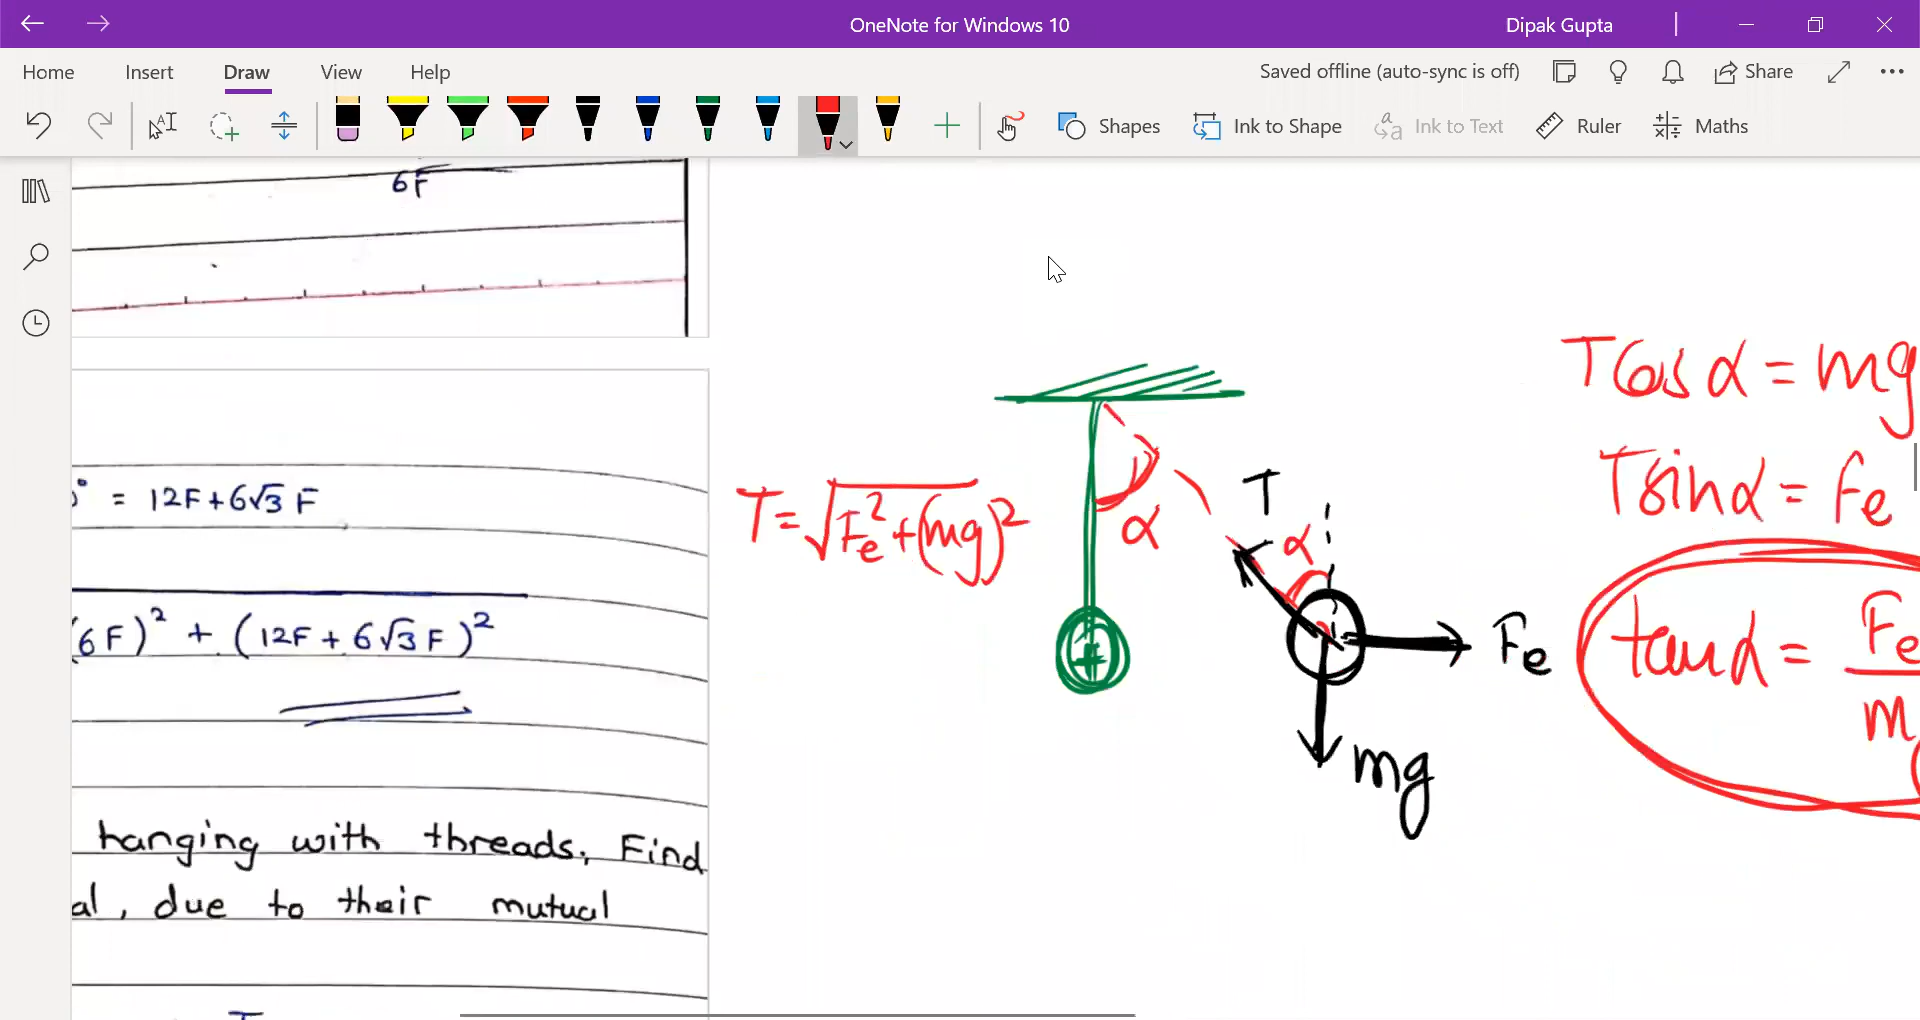 OneNote for Windows 10
Dipak Gupta
Home Insert Draw View Help
Saved offline (auto-sync is off) Share
Shapes Ink to Shape Ink to Text Ruler Maths
6F
° = 12F+6√3 F
6F)² + (12F + 6√3 F)²
hanging with threads. Find
al, due to their mutual
T = √Fe² + (mg)²
α
T
α
Fe
mg
T Cos α = mg
T sin α = Fe
tan α = Fe
m